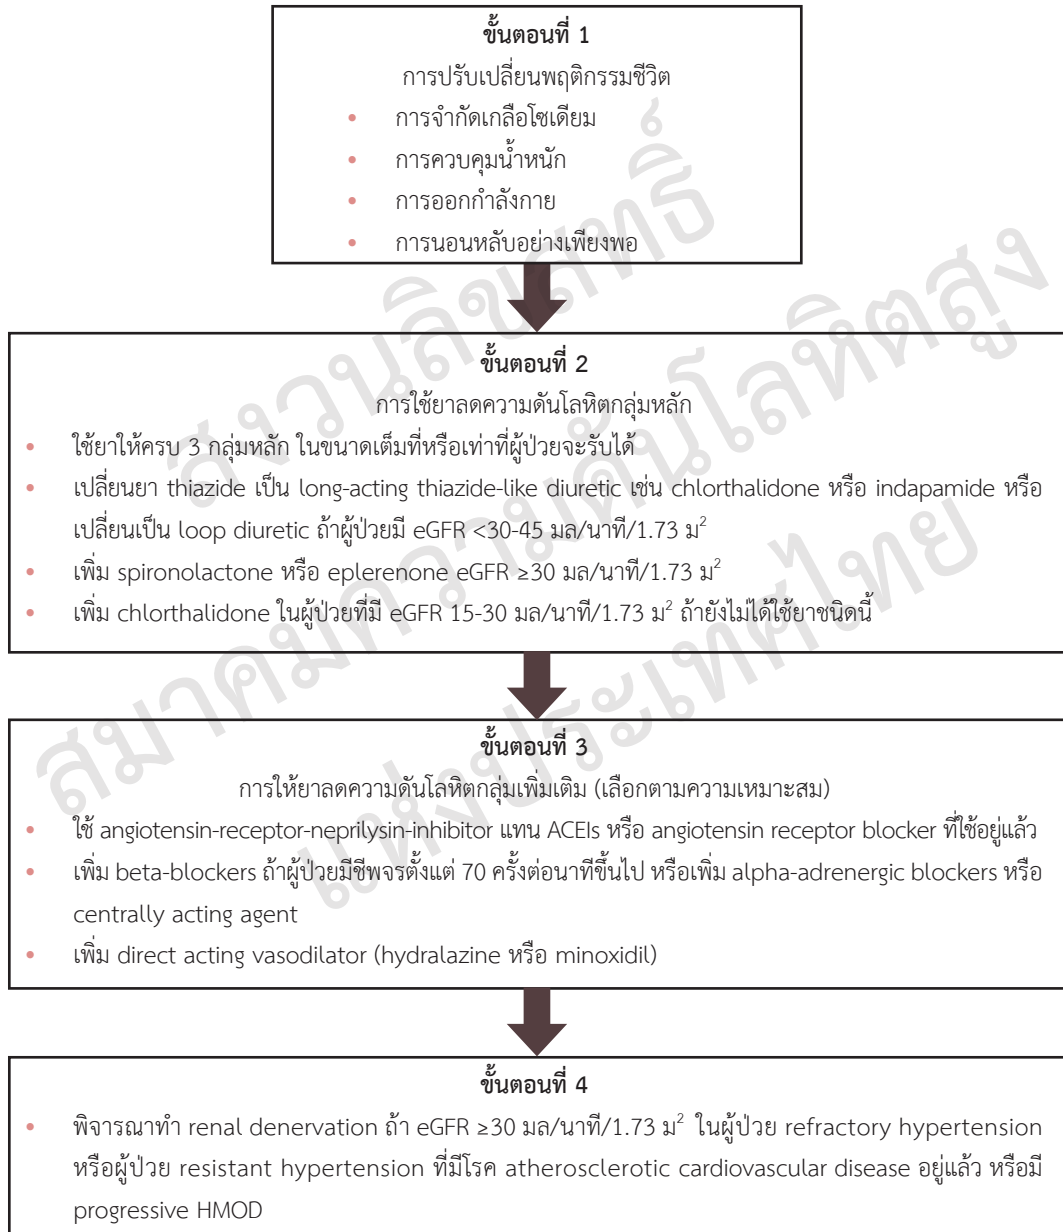 ขั้นตอนที่ 1
การปรับเปลี่ยนพฤติกรรมชีวิต
• การจำกัดเกลือโซเดียม
• การควบคุมน้ำหนัก
• การออกกำลังกาย
• การนอนหลับอย่างเพียงพอ
ขั้นตอนที่ 2
การใช้ยาลดความดันโลหิตกลุ่มหลัก
• ใช้ยาให้ครบ 3 กลุ่มหลัก ในขนาดเต็มที่หรือเท่าที่ผู้ป่วยจะรับได้
• เปลี่ยนยา thiazide เป็น long-acting thiazide-like diuretic เช่น chlorthalidone หรือ indapamide หรือ
เปลี่ยนเป็น loop diuretic ถ้าผู้ป่วยมี eGFR <30-45 มล/นาที/1.73 ม²
• เพิ่ม spironolactone หรือ eplerenone eGFR ≥30 มล/นาที/1.73 ม²
• เพิ่ม chlorthalidone ในผู้ป่วยที่มี eGFR 15-30 มล/นาที/1.73 ม² ถ้ายังไม่ได้ใช้ยาชนิดนี้
ขั้นตอนที่ 3
การให้ยาลดความดันโลหิตกลุ่มเพิ่มเติม (เลือกตามความเหมาะสม)
• ใช้ angiotensin-receptor-neprilysin-inhibitor แทน ACEIs หรือ angiotensin receptor blocker ที่ใช้อยู่แล้ว
• เพิ่ม beta-blockers ถ้าผู้ป่วยมีชีพจรตั้งแต่ 70 ครั้งต่อนาทีขึ้นไป หรือเพิ่ม alpha-adrenergic blockers หรือ
centrally acting agent
• เพิ่ม direct acting vasodilator (hydralazine หรือ minoxidil)
ขั้นตอนที่ 4
• พิจารณาทำ renal denervation ถ้า eGFR ≥30 มล/นาที/1.73 ม² ในผู้ป่วย refractory hypertension
หรือผู้ป่วย resistant hypertension ที่มีโรค atherosclerotic cardiovascular disease อยู่แล้ว หรือมี
progressive HMOD
สงวนลิขสิทธิ์
สมาคมความดันโลหิตสูง
แห่งประเทศไทย